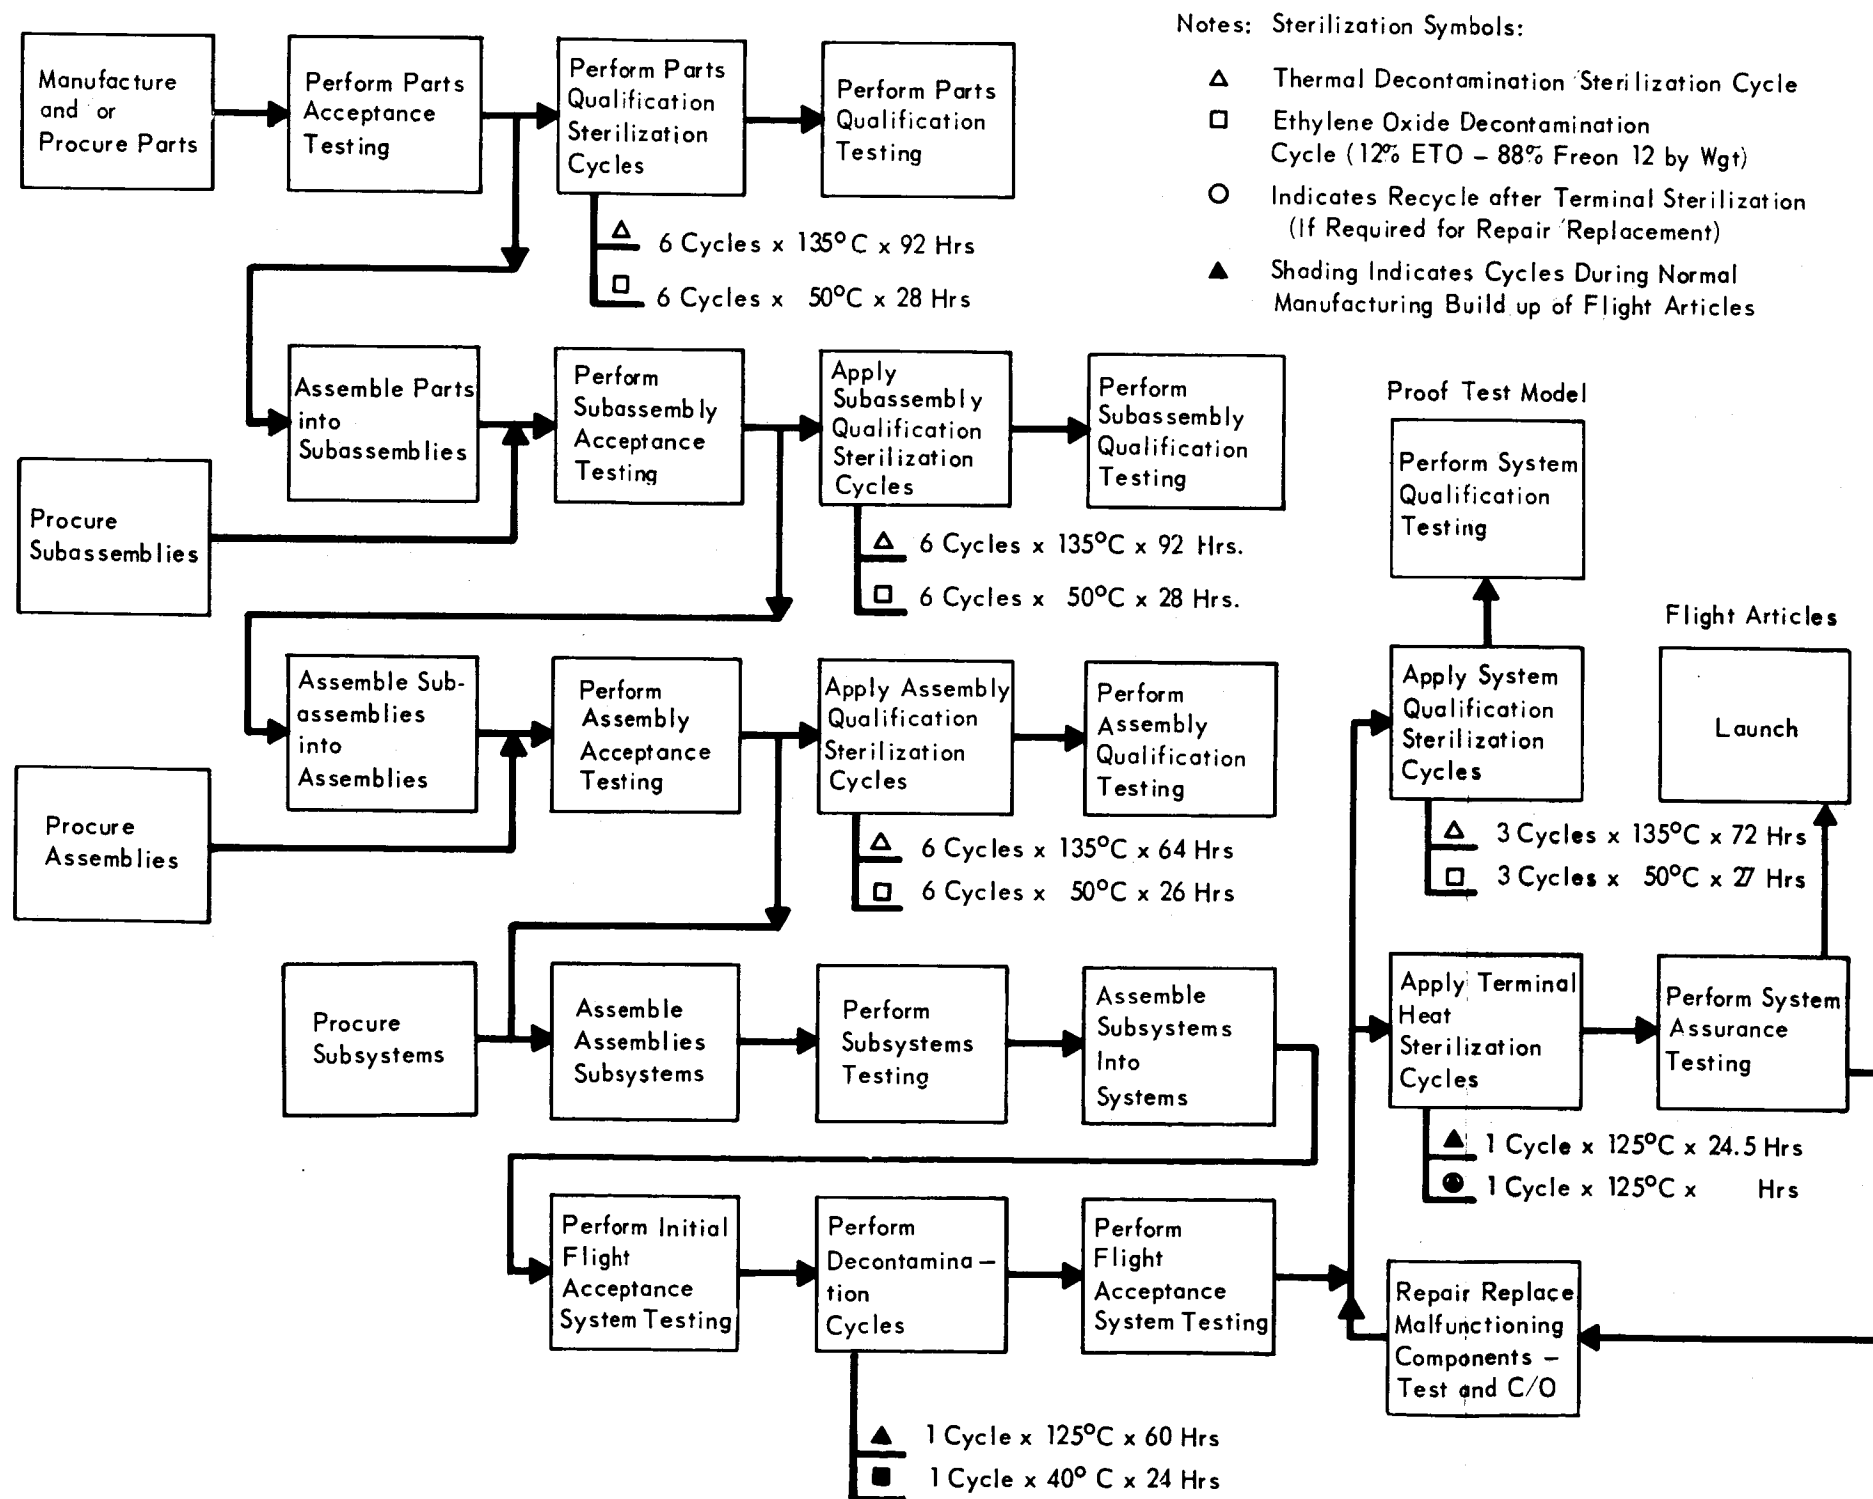 Notes: Sterilization Symbols:
Thermal Decontamination Sterilization Cycle
Ethylene Oxide Decontamination
Cycle (12% ETO – 88% Freon 12 by Wgt)
Indicates Recycle after Terminal Sterilization
(If Required for Repair Replacement)
Shading Indicates Cycles During Normal
Manufacturing Build up of Flight Articles
Manufacture
and or
Procure Parts
Perform Parts
Acceptance
Testing
Perform Parts
Qualification
Sterilization
Cycles
Perform Parts
Qualification
Testing
6 Cycles x 135°C x 92 Hrs
6 Cycles x 50°C x 28 Hrs
Assemble Parts
into
Subassemblies
Perform
Subassembly
Acceptance
Testing
Apply
Subassembly
Qualification
Sterilization
Cycles
Perform
Subassembly
Qualification
Testing
Procure
Subassemblies
6 Cycles x 135°C x 92 Hrs.
6 Cycles x 50°C x 28 Hrs.
Proof Test Model
Perform System
Qualification
Testing
Assemble Sub-
assemblies
into
Assemblies
Perform
Assembly
Acceptance
Testing
Apply Assembly
Qualification
Sterilization
Cycles
Perform
Assembly
Qualification
Testing
Apply System
Qualification
Sterilization
Cycles
Flight Articles
Launch
Procure
Assemblies
6 Cycles x 135°C x 64 Hrs
6 Cycles x 50°C x 26 Hrs
3 Cycles x 135°C x 72 Hrs
3 Cycles x 50°C x 27 Hrs
Procure
Subsystems
Assemble
Assemblies
Subsystems
Perform
Subsystems
Testing
Assemble
Subsystems
Into
Systems
Apply Terminal
Heat
Sterilization
Cycles
Perform System
Assurance
Testing
1 Cycle x 125°C x 24.5 Hrs
1 Cycle x 125°C x Hrs
Perform Initial
Flight
Acceptance
System Testing
Perform
Decontamina –
tion
Cycles
Perform
Flight
Acceptance
System Testing
Repair Replace
Malfunctioning
Components –
Test and C/O
1 Cycle x 125°C x 60 Hrs
1 Cycle x 40° C x 24 Hrs